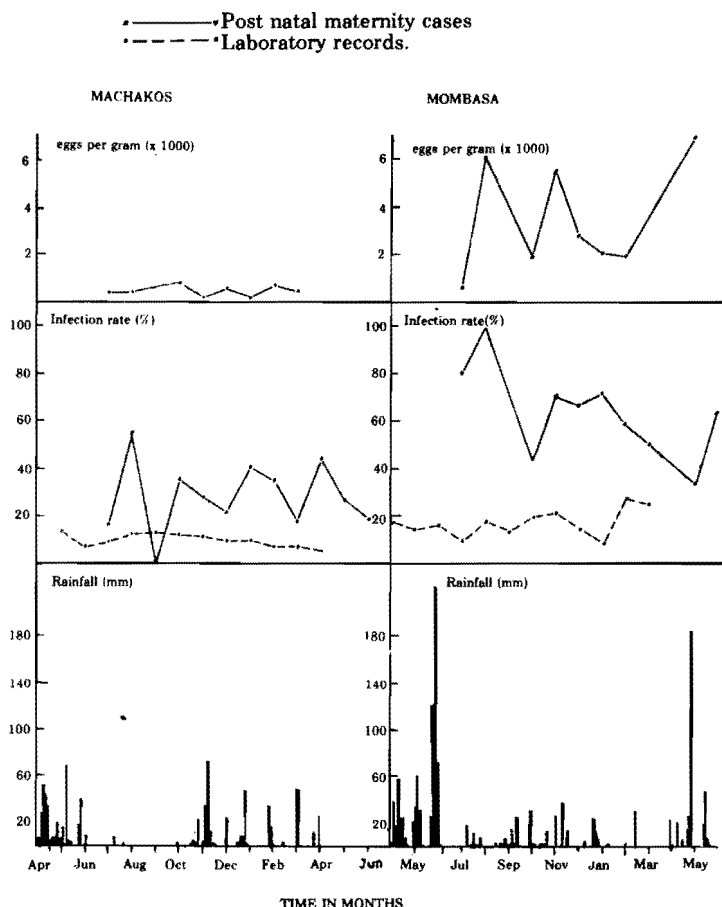 Post natal maternity cases
Laboratory records.
MACHAKOS
MOMBASA
eggs per gram (x 1000)
eggs per gram (x 1000)
6
4
2
6
4
2
Infection rate (%)
Infection rate(%)
100
80
60
40
20
100
80
60
40
20
Rainfall (mm)
Rainfall (mm)
180
140
100
60
20
180
140
100
60
20
Apr Jun Aug Oct Dec Feb Apr Jun May Jul Sep Nov Jan Mar May
TIME IN MONTHS